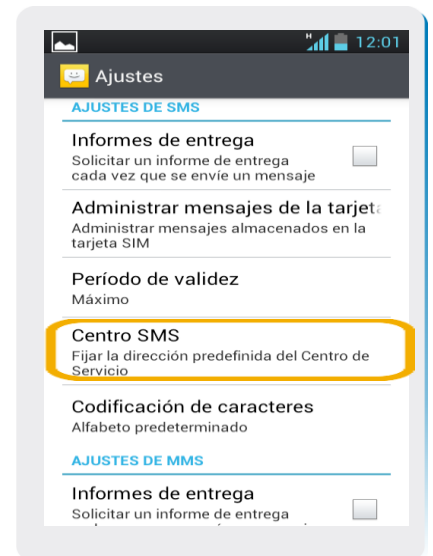 H 12:01
Ajustes
AJUSTES DE SMS
Informes de entrega
Solicitar un informe de entrega
cada vez que se envíe un mensaje
Administrar mensajes de la tarjeta
Administrar mensajes almacenados en la
tarjeta SIM
Período de validez
Máximo
Centro SMS
Fijar la dirección predefinida del Centro de
Servicio
Codificación de caracteres
Alfabeto predeterminado
AJUSTES DE MMS
Informes de entrega
Solicitar un informe de entrega